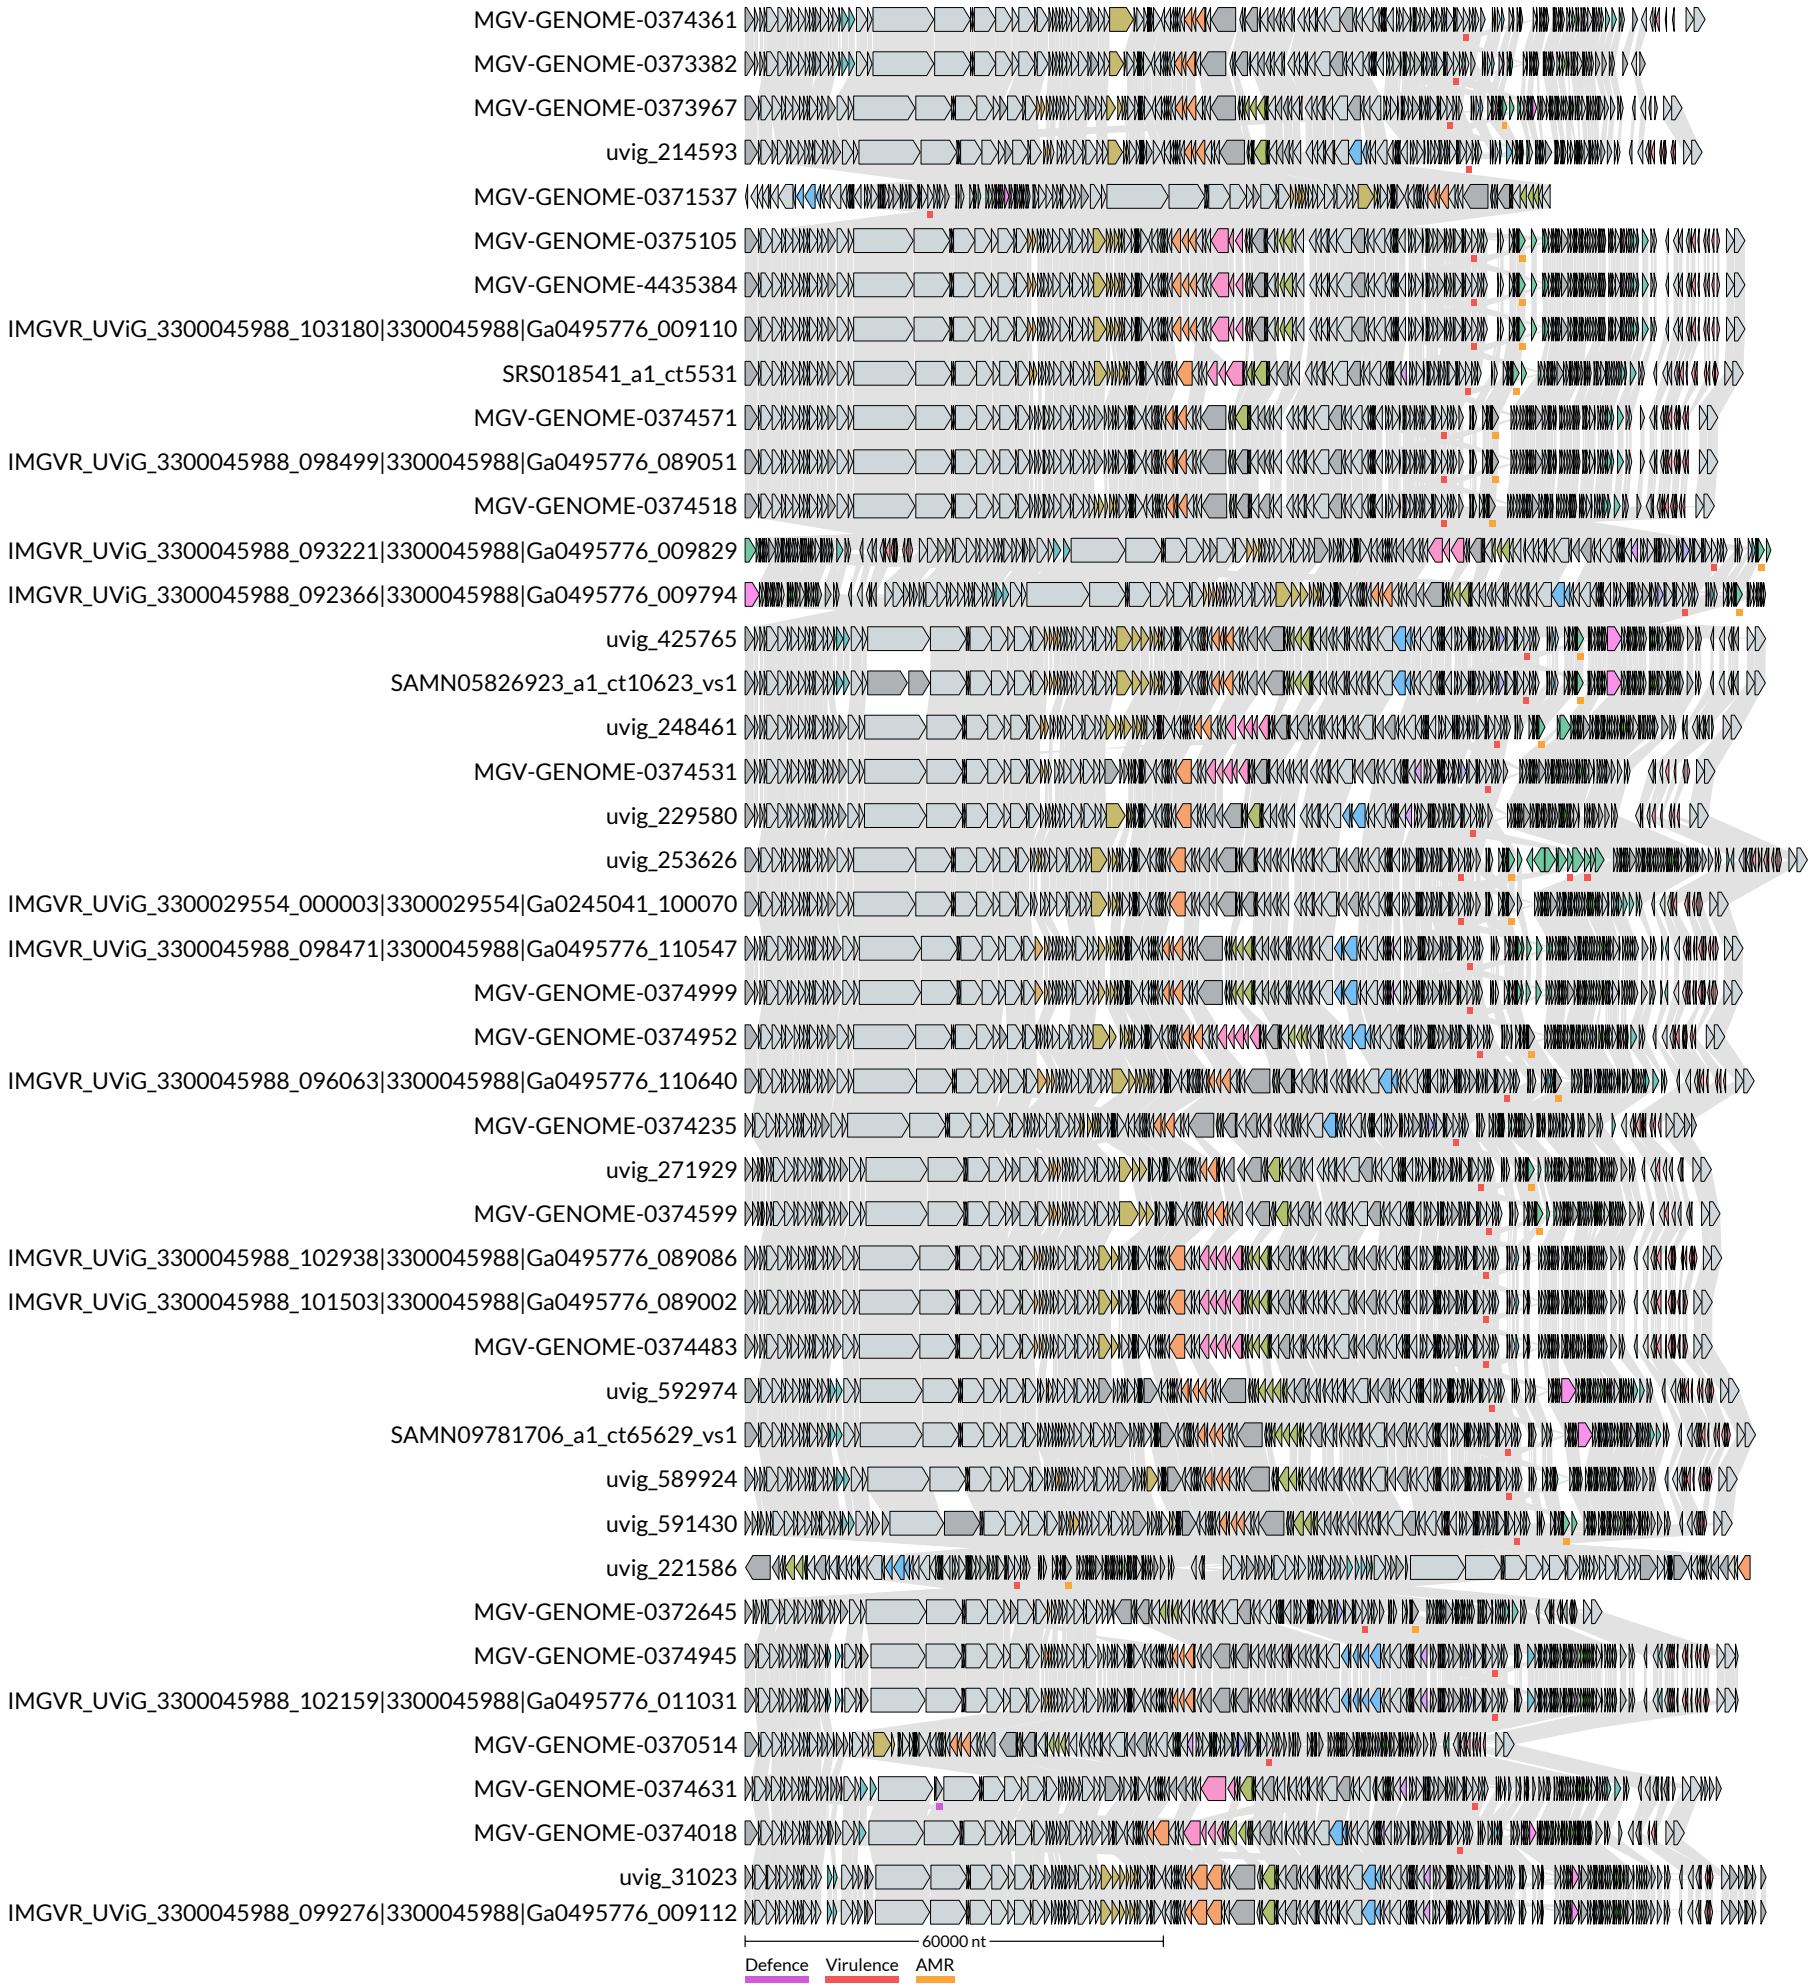 MGV-GENOME-0374361
MGV-GENOME-0373382
MGV-GENOME-0373967
uvig_214593
MGV-GENOME-0371537
MGV-GENOME-0375105
MGV-GENOME-4435384
IMGVR_UViG_3300045988_103180|3300045988|Ga0495776_009110
SRS018541_a1_ct5531
MGV-GENOME-0374571
IMGVR_UViG_3300045988_098499|3300045988|Ga0495776_089051
MGV-GENOME-0374518
IMGVR_UViG_3300045988_093221|3300045988|Ga0495776_009829
IMGVR_UViG_3300045988_092366|3300045988|Ga0495776_009794
uvig_425765
SAMN05826923_a1_ct10623_vs1
uvig_248461
MGV-GENOME-0374531
uvig_229580
uvig_253626
IMGVR_UViG_3300029554_000003|3300029554|Ga0245041_100070
IMGVR_UViG_3300045988_098471|3300045988|Ga0495776_110547
MGV-GENOME-0374999
MGV-GENOME-0374952
IMGVR_UViG_3300045988_096063|3300045988|Ga0495776_110640
MGV-GENOME-0374235
uvig_271929
MGV-GENOME-0374599
IMGVR_UViG_3300045988_102938|3300045988|Ga0495776_089086
IMGVR_UViG_3300045988_101503|3300045988|Ga0495776_089002
MGV-GENOME-0374483
uvig_592974
SAMN09781706_a1_ct65629_vs1
uvig_589924
uvig_591430
uvig_221586
MGV-GENOME-0372645
MGV-GENOME-0374945
IMGVR_UViG_3300045988_102159|3300045988|Ga0495776_011031
MGV-GENOME-0370514
MGV-GENOME-0374631
MGV-GENOME-0374018
uvig_31023
IMGVR_UViG_3300045988_099276|3300045988|Ga0495776_009112
60000 nt
Defence Virulence AMR